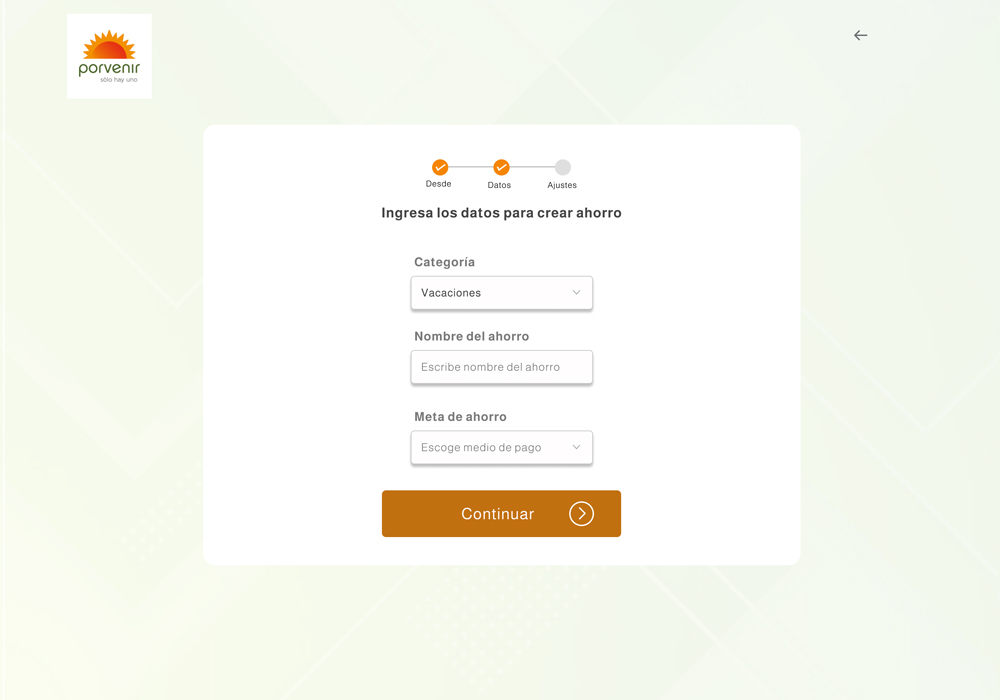 porvenir
sólo hay uno
Desde
Datos
Ajustes
Ingresa los datos para crear ahorro
Categoría
Vacaciones
Nombre del ahorro
Escribe nombre del ahorro
Meta de ahorro
Escoge medio de pago
Continuar